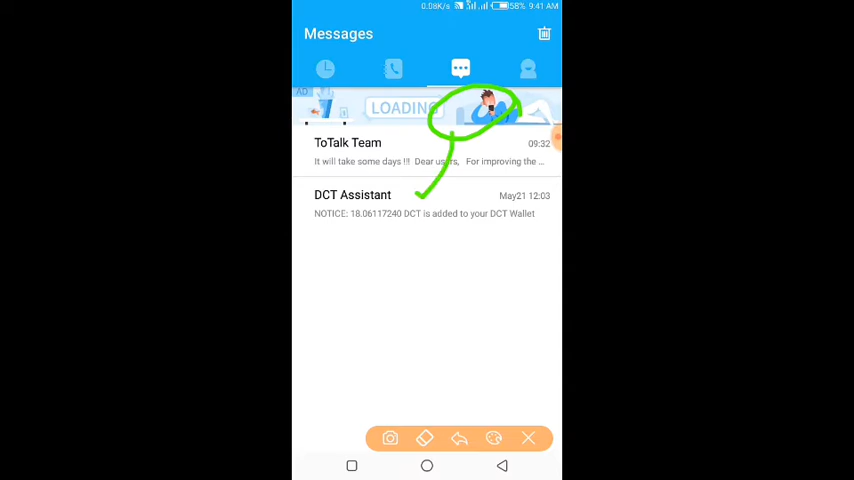 0.08K/s 58% 9:41 AM
Messages
AD
LOADING
ToTalk Team 09:32
It will take some days !!! Dear users, For improving the ...
DCT Assistant May21 12:03
NOTICE: 18.06117240 DCT is added to your DCT Wallet